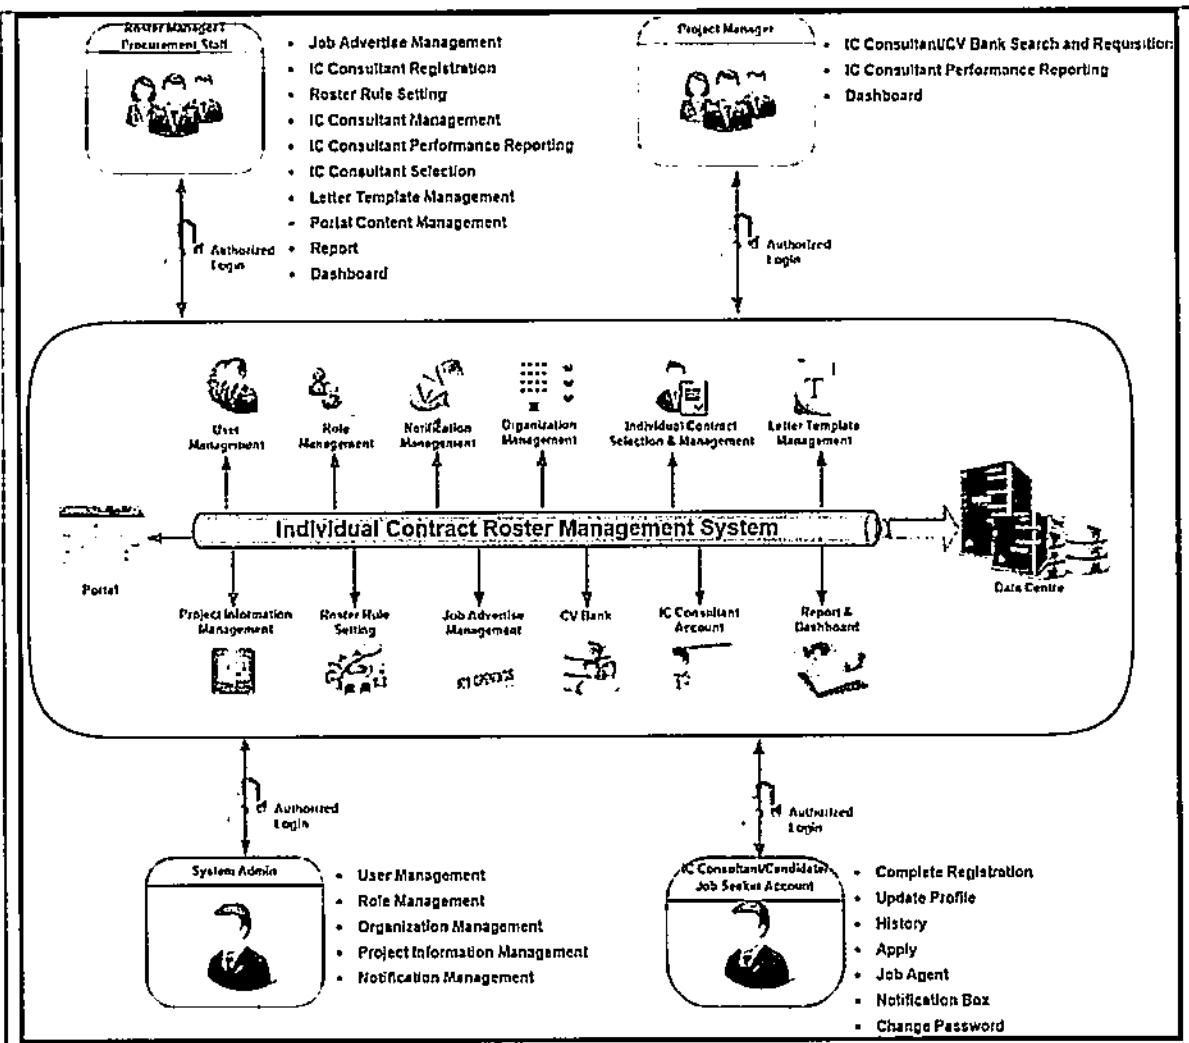 Roster Manager/
Procurement Staff
• Job Advertise Management
• IC Consultant Registration
• Roster Rule Setting
• IC Consultant Management
• IC Consultant Performance Reporting
• IC Consultant Selection
• Letter Template Management
- Portal Content Management
• Report
• Dashboard
Authorized
Login
Project Manager
• IC Consultant/CV Bank Search and Requisition
• IC Consultant Performance Reporting
• Dashboard
Authorized
Login
User
Management
Role
Management
Notification
Management
Organization
Management
Individual Contract
Selection & Management
T
Letter Template
Management
Individual Contract Roster Management System
Portal
Data Centre
Project Information
Management
Roster Rule
Setting
Job Advertise
Management
CV Bank
IC Consultant
Account
Report &
Dashboard
Authorized
Login
System Admin
• User Management
• Role Management
• Organization Management
• Project Information Management
• Notification Management
Authorized
Login
IC Consultant/Candidate/
Job Seeker Account
• Complete Registration
• Update Profile
• History
• Apply
• Job Agent
• Notification Box
• Change Password